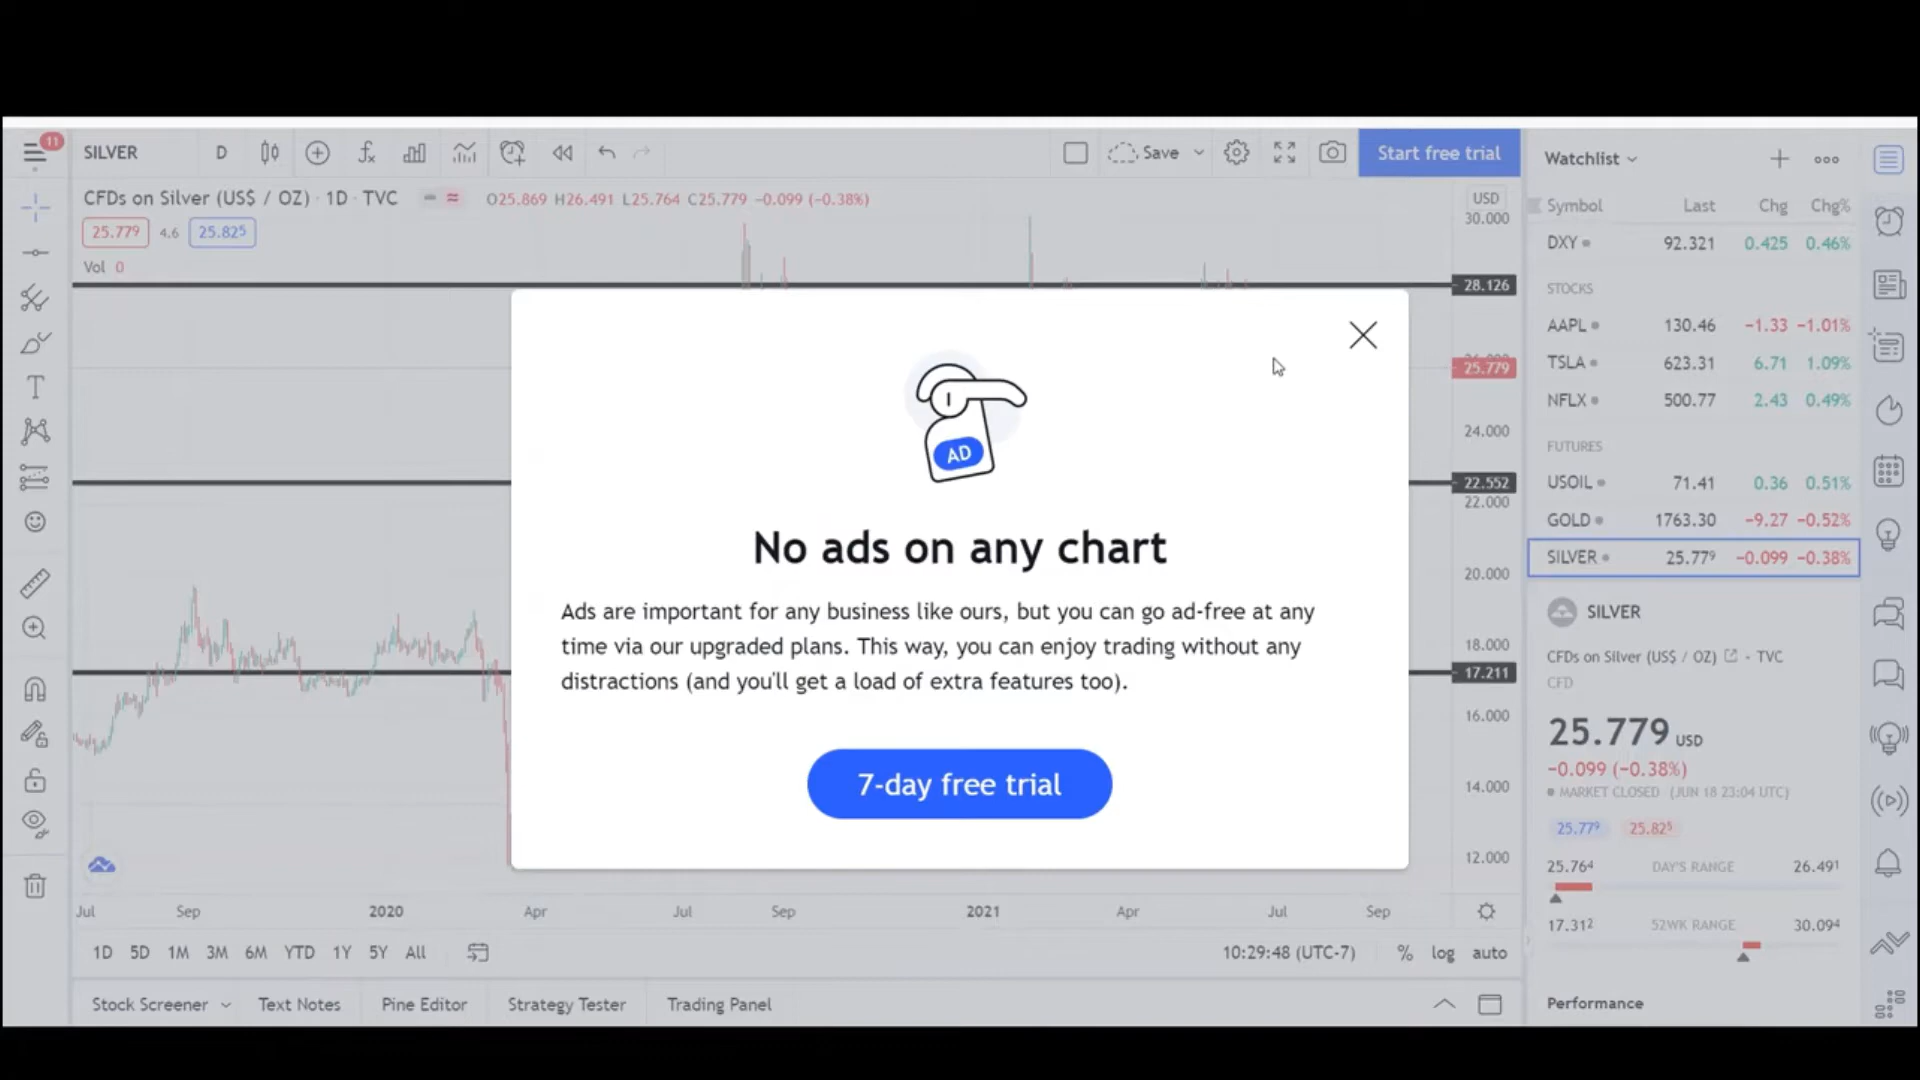 11
SILVER D Save Start free trial
CFDs on Silver (US$ / OZ) · 1D · TVC O25.869 H26.491 L25.764 C25.779 −0.099 (−0.38%)
25.779 4.6 25.825
Vol 0
USD
30.000
28.126
25.779
24.000
22.552
22.000
20.000
18.000
17.211
16.000
14.000
12.000
AD
No ads on any chart
Ads are important for any business like ours, but you can go ad-free at any
time via our upgraded plans. This way, you can enjoy trading without any
distractions (and you'll get a load of extra features too).
7-day free trial
Jul Sep 2020 Apr Jul Sep 2021 Apr Jul Sep
1D 5D 1M 3M 6M YTD 1Y 5Y All 10:29:48 (UTC-7) % log auto
Stock Screener Text Notes Pine Editor Strategy Tester Trading Panel
Watchlist
Symbol Last Chg Chg%
DXY 92.321 0.425 0.46%
STOCKS
AAPL 130.46 −1.33 −1.01%
TSLA 623.31 6.71 1.09%
NFLX 500.77 2.43 0.49%
FUTURES
USOIL 71.41 0.36 0.51%
GOLD 1763.30 −9.27 −0.52%
SILVER 25.779 −0.099 −0.38%
SILVER
CFDs on Silver (US$ / OZ) - TVC
CFD
25.779 USD
−0.099 (−0.38%)
MARKET CLOSED (JUN 18 23:04 UTC)
25.779 25.825
25.764 DAY'S RANGE 26.491
17.312 52WK RANGE 30.094
Performance